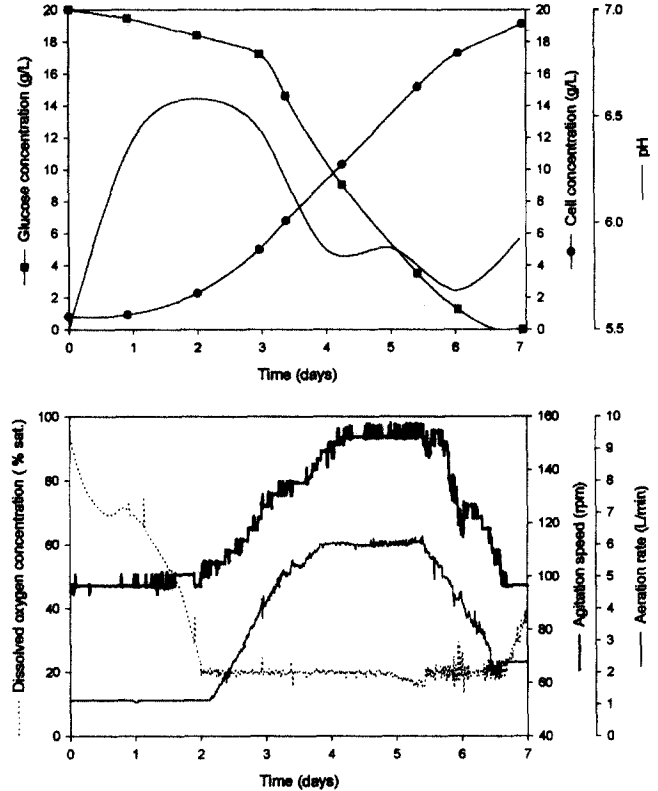 20 20 7.0
18 18
16 16
14 14 6.5
12 12
10 10
8 8 6.0
6 6
4 4
2 2
0 0 5.5
Glucose concentration (g/L)
Cell concentration (g/L)
pH
0 1 2 3 4 5 6 7
Time (days)
100 160 10
9
80 140 8
7
120
60 6
100 5
40 4
80 3
20 60 2
1
0 40 0
Dissolved oxygen concentration ( % sat.)
Agitation speed (rpm)
Aeration rate (L/min)
0 1 2 3 4 5 6 7
Time (days)